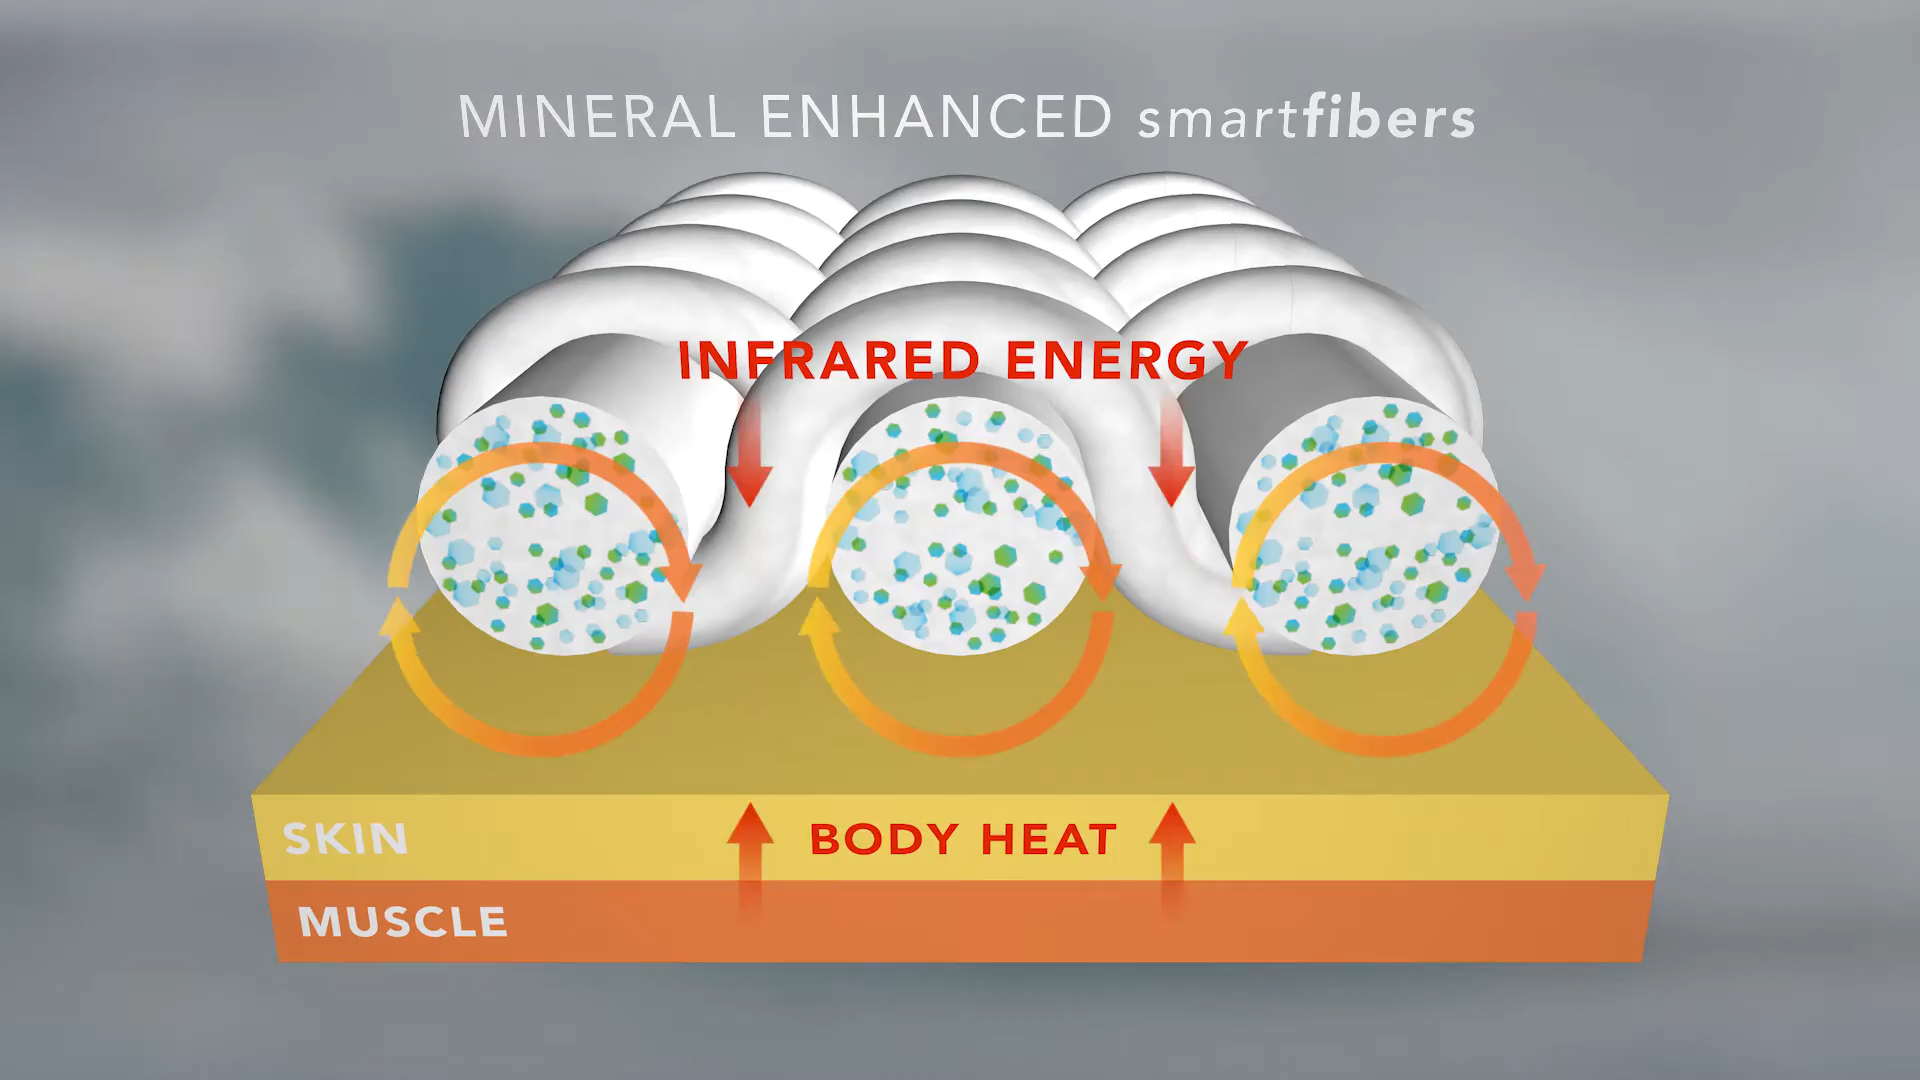 MINERAL ENHANCED smartfibers
INFRARED ENERGY
SKIN
BODY HEAT
MUSCLE